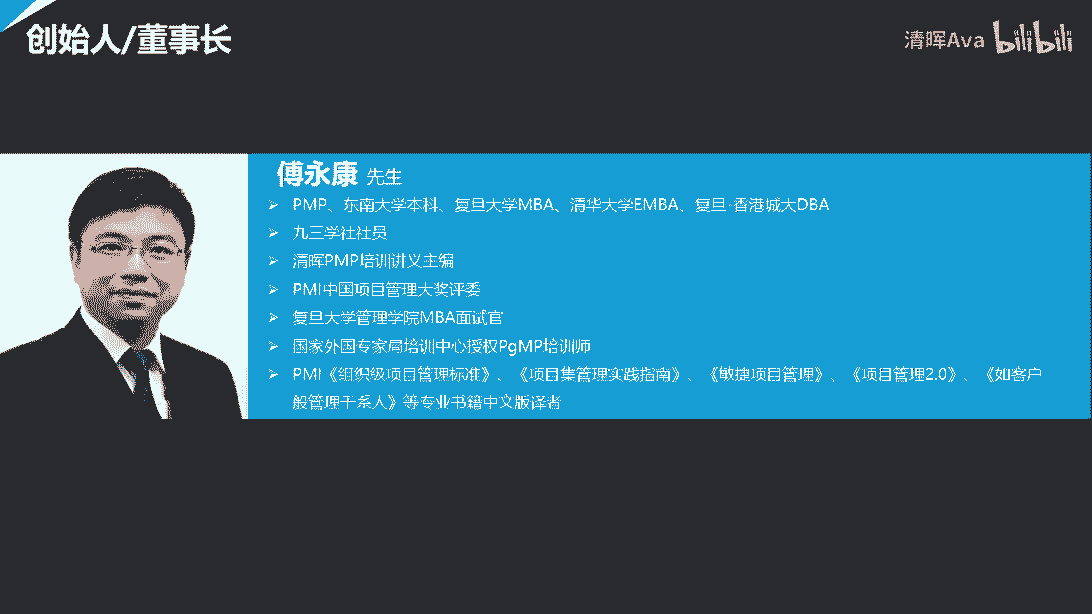 创始人/董事长
清晖Ava bilibili
傅永康 先生
➢ PMP、东南大学本科、复旦大学MBA、清华大学EMBA、复旦-香港城大DBA
➢ 九三学社社员
➢ 清晖PMP培训讲义主编
➢ PMI中国项目管理大奖评委
➢ 复旦大学管理学院MBA面试官
➢ 国家外国专家局培训中心授权PgMP培训师
➢ PMI《组织级项目管理标准》、《项目集管理实践指南》、《敏捷项目管理》、《项目管理2.0》、《如客户
般管理干系人》等专业书籍中文版译者